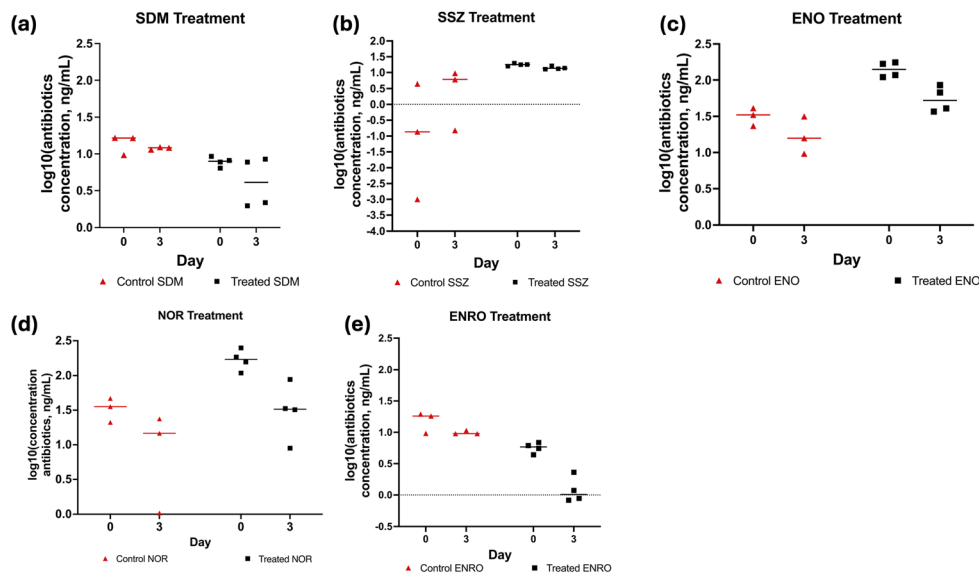 (a)
SDM Treatment
log10(antibiotics
concentration, ng/mL)
2.5
2.0
1.5
1.0
0.5
0.0
0 3 0 3
Day
Control SDM Treated SDM
(b)
SSZ Treatment
log10(antibiotics
concentration, ng/mL)
2.0
1.5
1.0
0.5
0.0
-0.5
-1.0
-1.5
-2.0
-2.5
-3.0
-3.5
-4.0
0 3 0 3
Day
Control SSZ Treated SSZ
(c)
ENO Treatment
log10(antibiotics
concentration, ng/mL)
2.5
2.0
1.5
1.0
0.5
0.0
0 3 0 3
Day
Control ENO Treated ENO
(d)
NOR Treatment
log10(concentration
antibiotics, ng/mL)
2.5
2.0
1.5
1.0
0.5
0.0
0 3 0 3
Day
Control NOR Treated NOR
(e)
ENRO Treatment
log10(antibiotics
concentration, ng/mL)
2.5
2.0
1.5
1.0
0.5
0.0
-0.5
0 3 0 3
Day
Control ENRO Treated ENRO